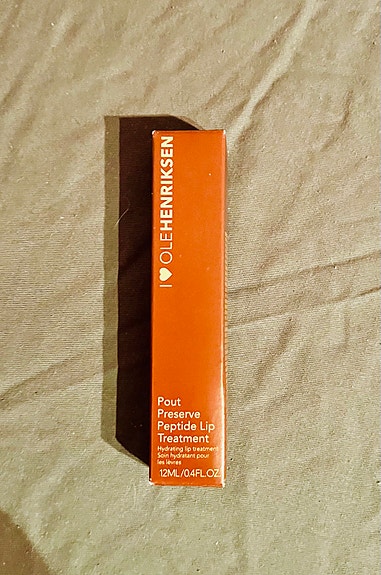 I ♥ OLEHENRIKSEN
Pout
Preserve
Peptide Lip
Treatment
Hydrating lip treatment
Soin hydratant pour
les lèvres
12ML/0.4FL.OZ.